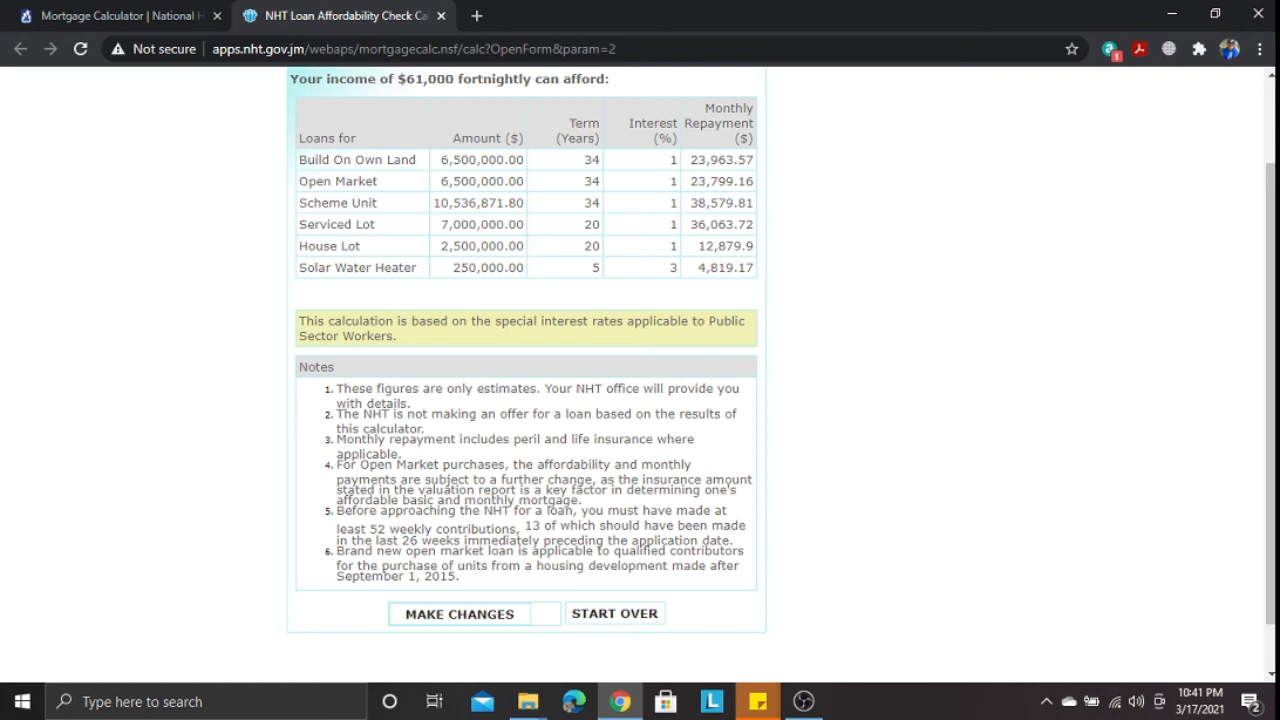 Mortgage Calculator | National H
NHT Loan Affordability Check Ca
Not secure | apps.nht.gov.jm/webaps/mortgagecalc.nsf/calc?OpenForm&param=2
1
Your income of $61,000 fortnightly can afford:
Loans for Amount ($) Term (Years) Interest (%) Monthly Repayment ($)
Build On Own Land 6,500,000.00 34 1 23,963.57
Open Market 6,500,000.00 34 1 23,799.16
Scheme Unit 10,536,871.80 34 1 38,579.81
Serviced Lot 7,000,000.00 20 1 36,063.72
House Lot 2,500,000.00 20 1 12,879.9
Solar Water Heater 250,000.00 5 3 4,819.17
This calculation is based on the special interest rates applicable to Public
Sector Workers.
Notes
1. These figures are only estimates. Your NHT office will provide you
with details.
2. The NHT is not making an offer for a loan based on the results of
this calculator.
3. Monthly repayment includes peril and life insurance where
applicable.
4. For Open Market purchases, the affordability and monthly
payments are subject to a further change, as the insurance amount
stated in the valuation report is a key factor in determining one's
affordable basic and monthly mortgage.
5. Before approaching the NHT for a loan, you must have made at
least 52 weekly contributions, 13 of which should have been made
in the last 26 weeks immediately preceding the application date.
6. Brand new open market loan is applicable to qualified contributors
for the purchase of units from a housing development made after
September 1, 2015.
MAKE CHANGES
START OVER
Type here to search
L
10:41 PM
3/17/2021
2